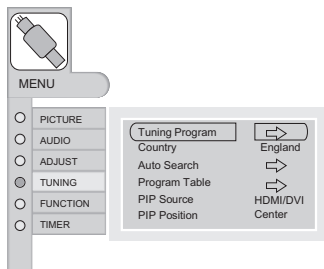 MENU
PICTURE
AUDIO
ADJUST
TUNING
FUNCTION
TIMER
Tuning Program
Country England
Auto Search
Program Table
PIP Source HDMI/DVI
PIP Position Center